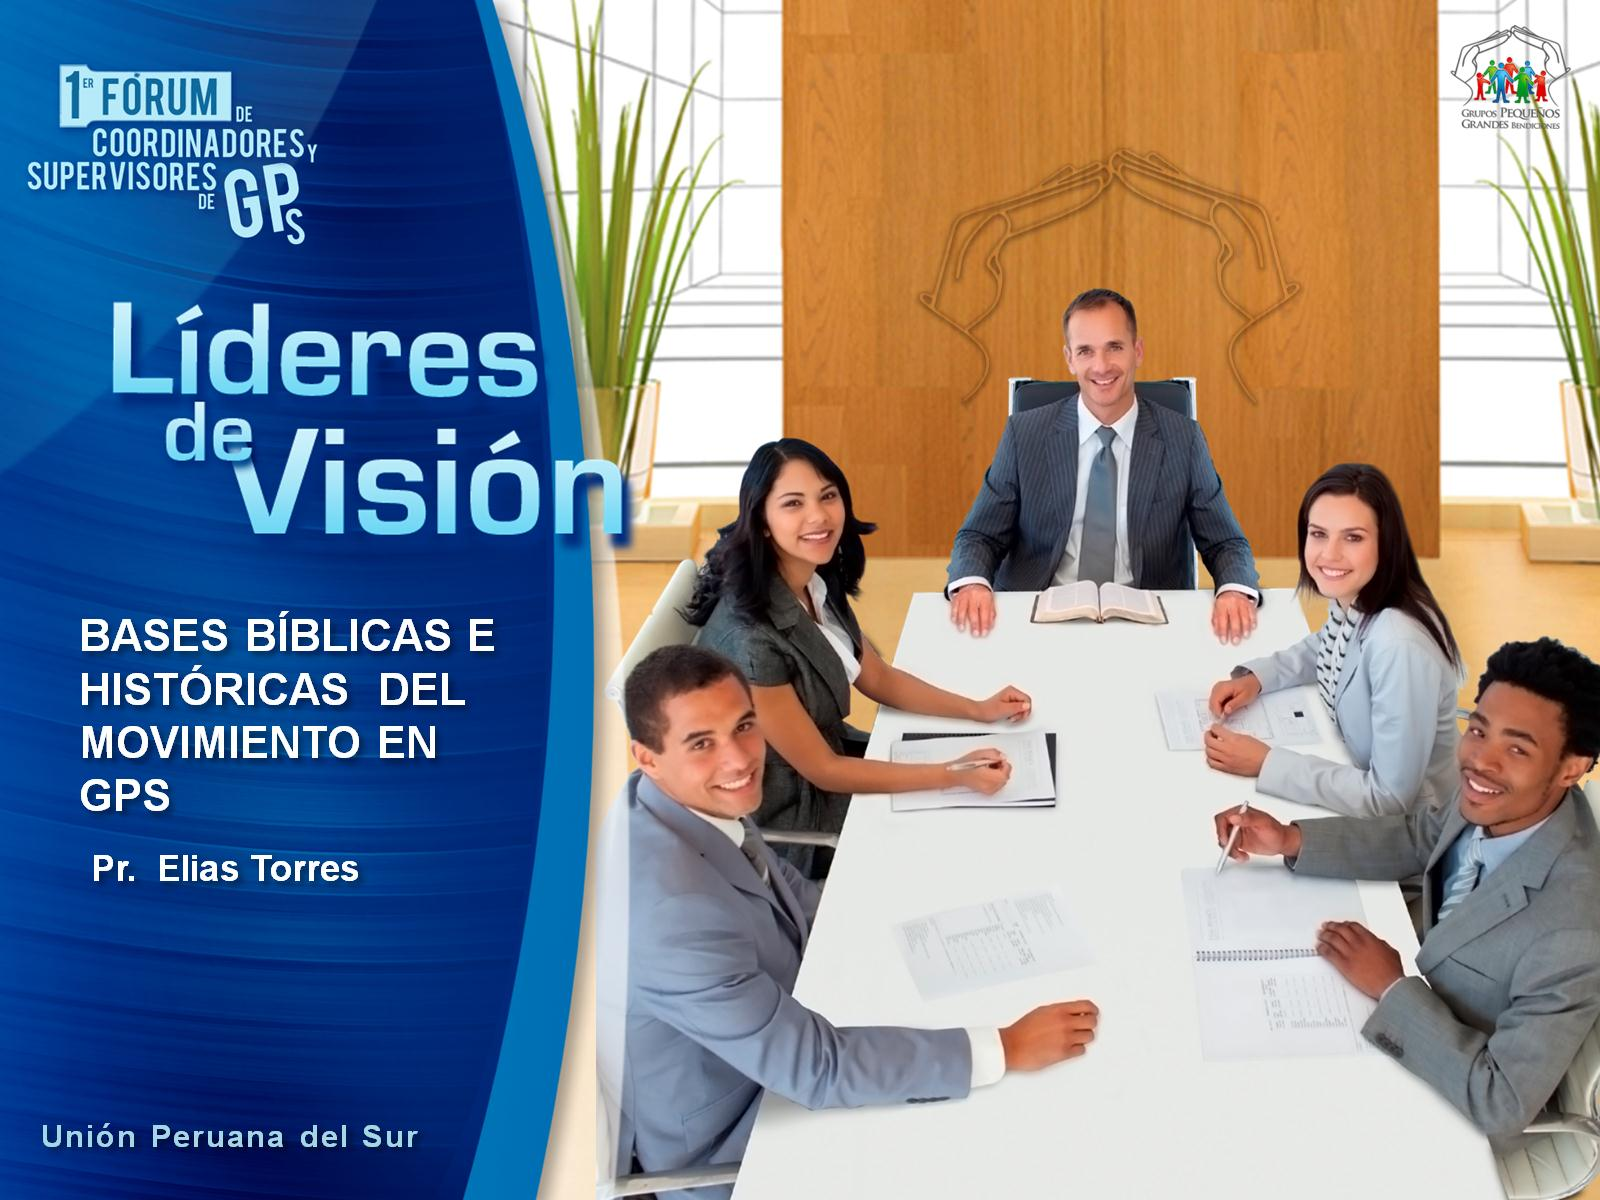 1ER FÓRUM DE
COORDINADORES Y
SUPERVISORES
DE GPs
Líderes
de Visión
BASES BÍBLICAS E
HISTÓRICAS DEL
MOVIMIENTO EN
GPS
Pr. Elias Torres
Unión Peruana del Sur
GRUPOS PEQUEÑOS
GRANDES BENDICIONES